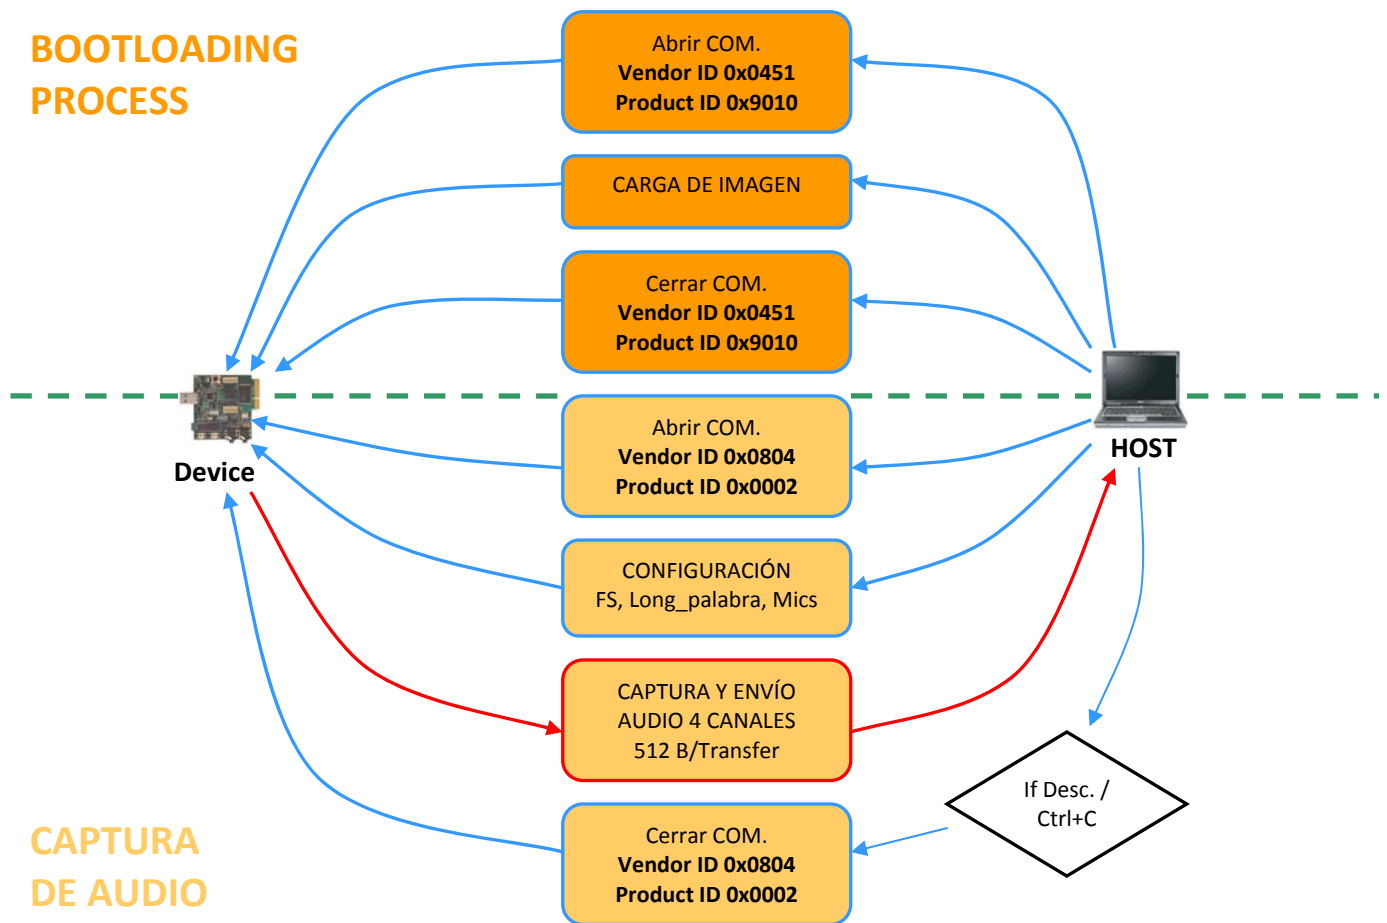 BOOTLOADING
PROCESS
Abrir COM.
Vendor ID 0x0451
Product ID 0x9010
CARGA DE IMAGEN
Cerrar COM.
Vendor ID 0x0451
Product ID 0x9010
Device
HOST
Abrir COM.
Vendor ID 0x0804
Product ID 0x0002
CONFIGURACIÓN
FS, Long_palabra, Mics
CAPTURA Y ENVÍO
AUDIO 4 CANALES
512 B/Transfer
If Desc. /
Ctrl+C
Cerrar COM.
Vendor ID 0x0804
Product ID 0x0002
CAPTURA
DE AUDIO